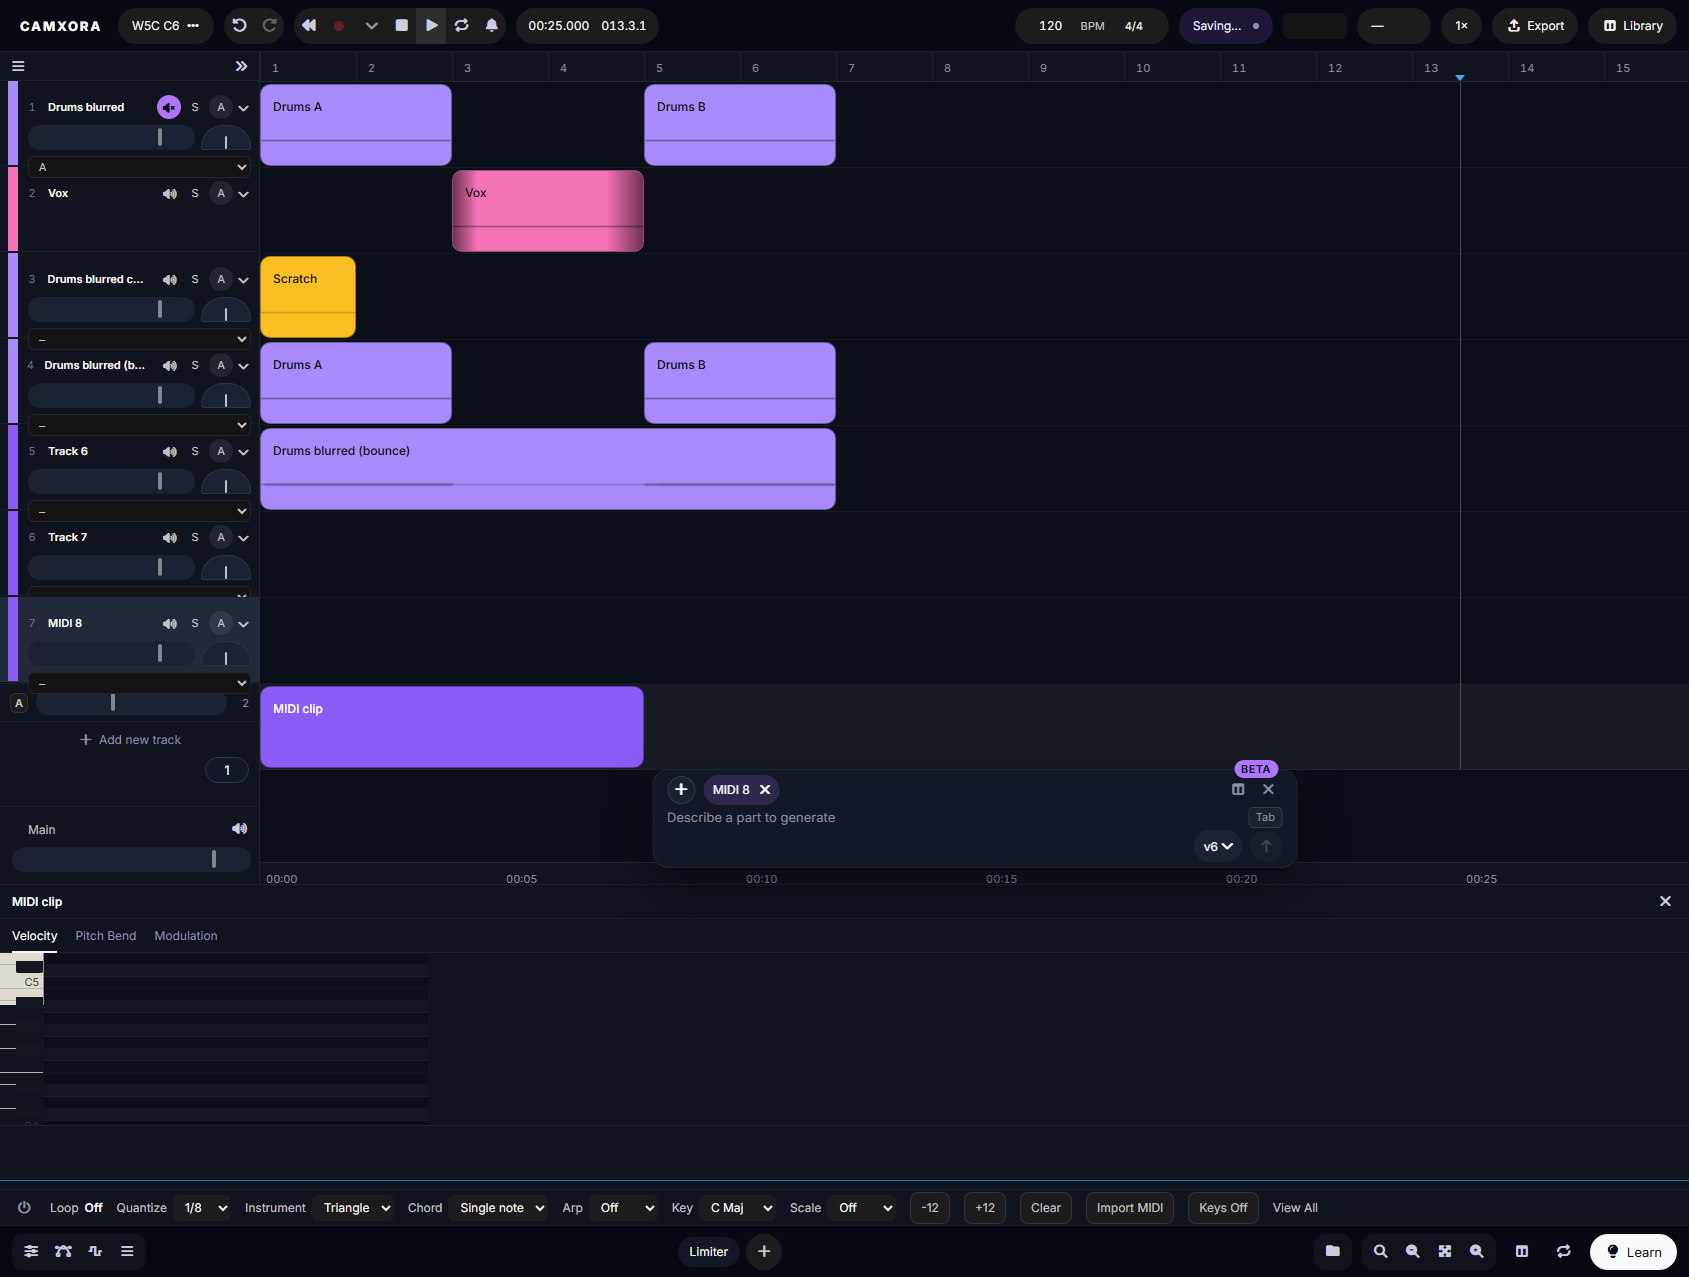 CAMXORA W5C C6 ••• 00:25.000 013.3.1 120 BPM 4/4 Saving... — 1× Export Library
1 2 3 4 5 6 7 8 9 10 11 12 13 14 15
1 Drums blurred S A
A
Drums A Drums B
2 Vox S A
Vox
3 Drums blurred c... S A
–
Scratch
4 Drums blurred (b... S A
–
Drums A Drums B
5 Track 6 S A
–
Drums blurred (bounce)
6 Track 7 S A
7 MIDI 8 S A
–
A 2
MIDI clip
Add new track
1
BETA
MIDI 8
Describe a part to generate Tab
v6
Main
00:00 00:05 00:10 00:15 00:20 00:25
MIDI clip
Velocity Pitch Bend Modulation
C5
Loop Off Quantize 1/8 Instrument Triangle Chord Single note Arp Off Key C Maj Scale Off -12 +12 Clear Import MIDI Keys Off View All
Limiter Learn